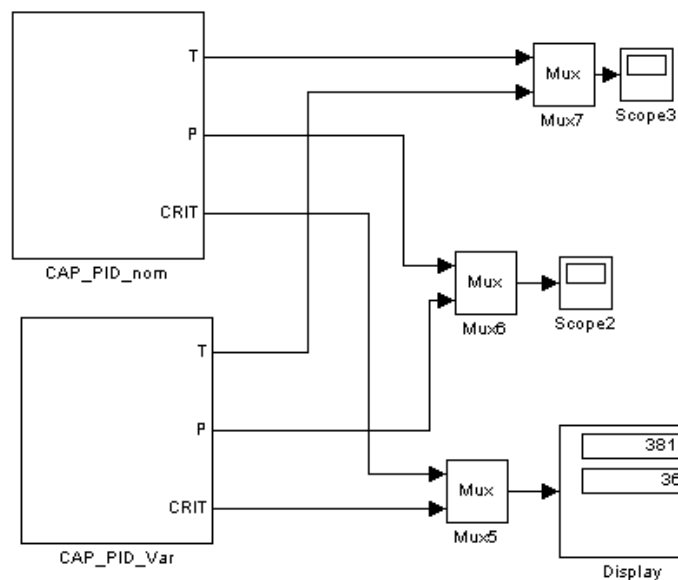 T
P
CRIT
CAP_PID_nom
Mux
Mux7
Scope3
Mux
Mux6
Scope2
T
P
CRIT
CAP_PID_Var
Mux
Mux5
381
36
Display